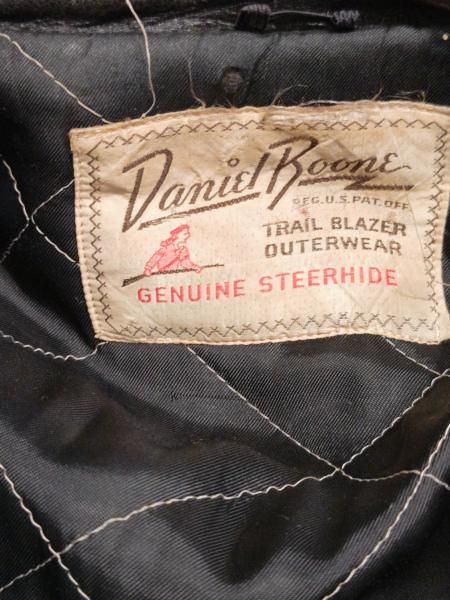 Daniel Boone
REG. U.S. PAT. OFF
TRAIL BLAZER
OUTERWEAR
GENUINE STEERHIDE